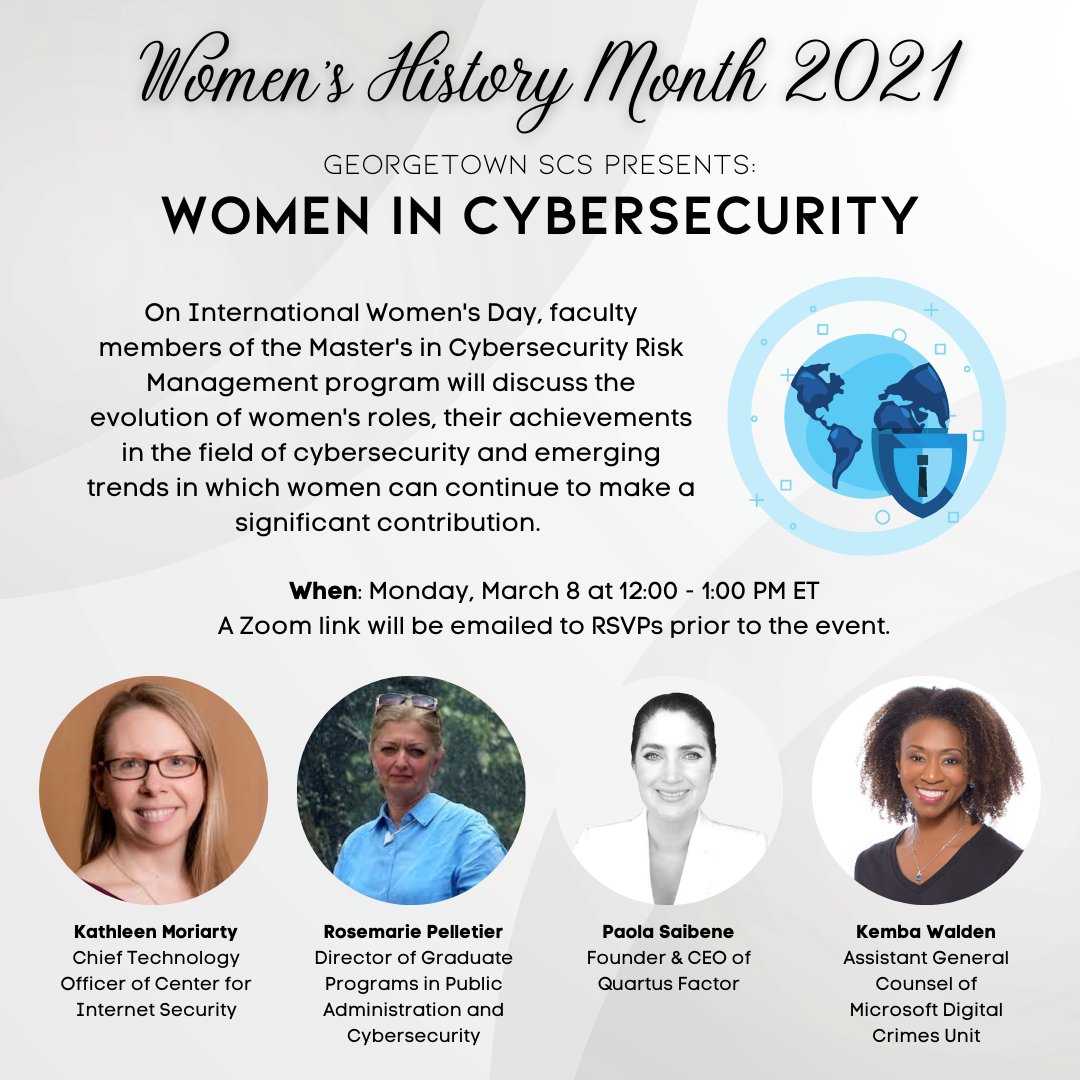 Women's History Month 2021
GEORGETOWN SCS PRESENTS:
WOMEN IN CYBERSECURITY
On International Women's Day, faculty
members of the Master's in Cybersecurity Risk
Management program will discuss the
evolution of women's roles, their achievements
in the field of cybersecurity and emerging
trends in which women can continue to make a
significant contribution.
When: Monday, March 8 at 12:00 - 1:00 PM ET
A Zoom link will be emailed to RSVPs prior to the event.
Kathleen Moriarty
Chief Technology
Officer of Center for
Internet Security
Rosemarie Pelletier
Director of Graduate
Programs in Public
Administration and
Cybersecurity
Paola Saibene
Founder & CEO of
Quartus Factor
Kemba Walden
Assistant General
Counsel of
Microsoft Digital
Crimes Unit